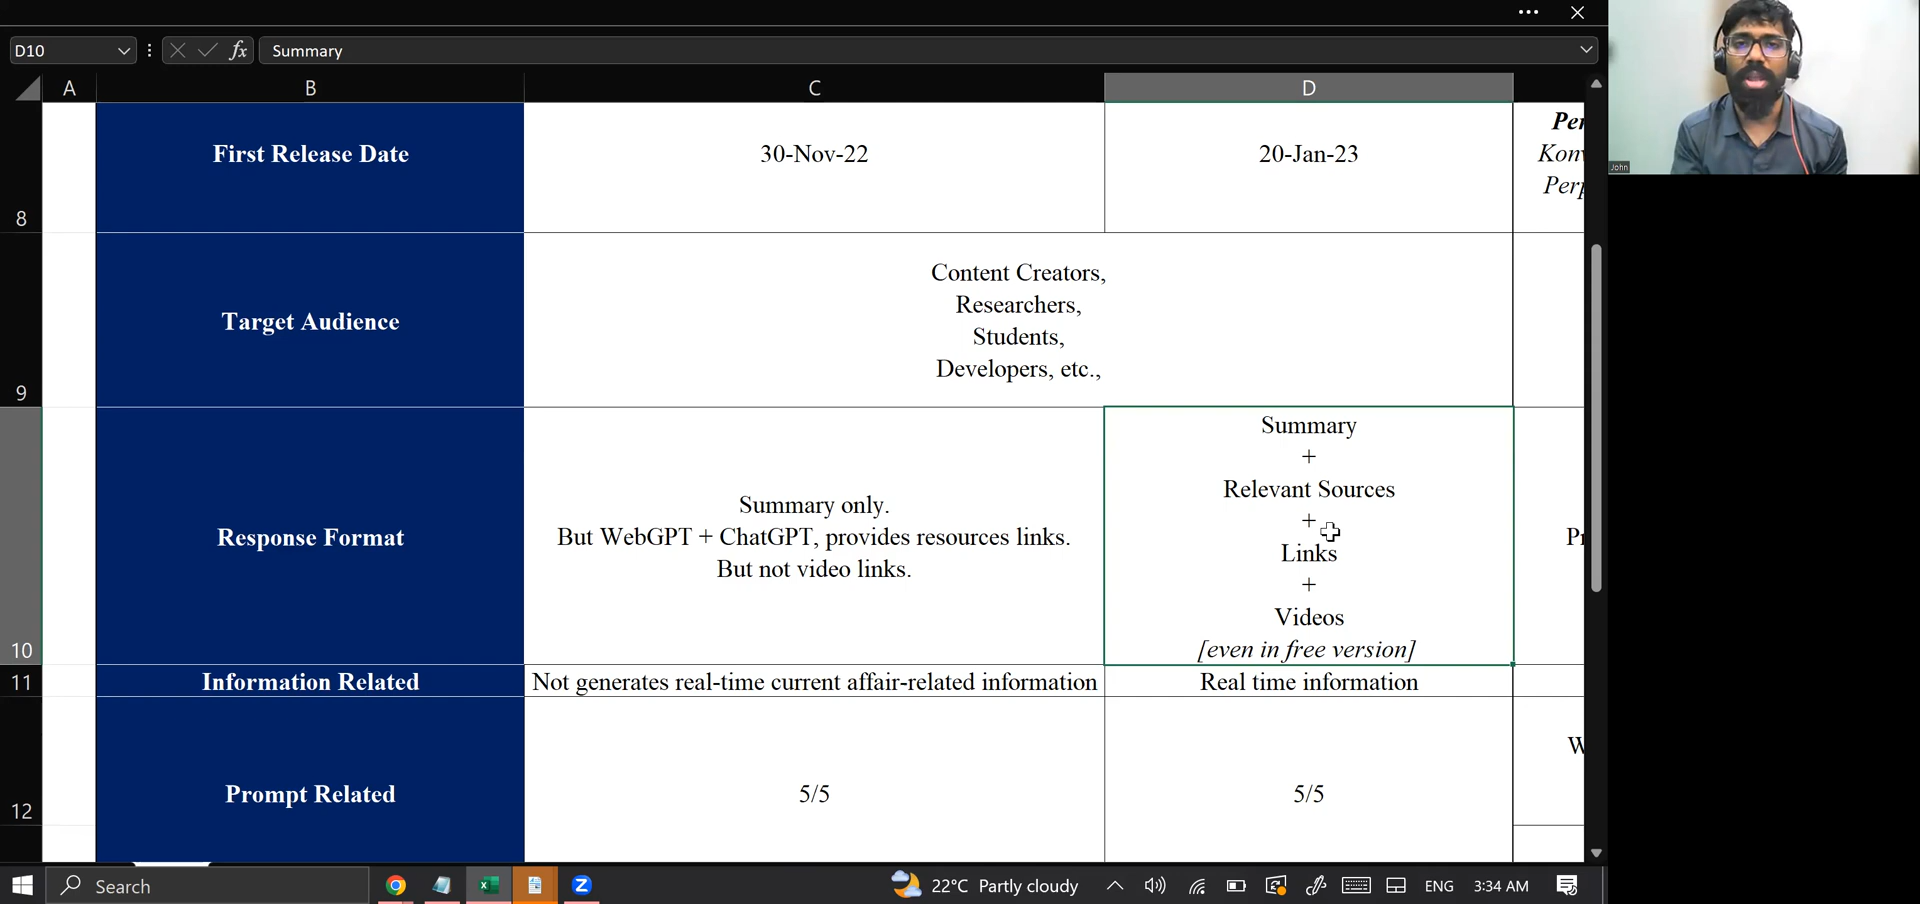 D10
fx
Summary
A
B
C
D
First Release Date
30-Nov-22
20-Jan-23
8
Target Audience
Content Creators,
Researchers,
Students,
Developers, etc.,
9
Response Format
Summary only.
But WebGPT + ChatGPT, provides resources links.
But not video links.
Summary
+
Relevant Sources
+
Links
+
Videos
[even in free version]
10
11
Information Related
Not generates real-time current affair-related information
Real time information
Prompt Related
5/5
5/5
12
John
Search
22°C Partly cloudy
ENG
3:34 AM